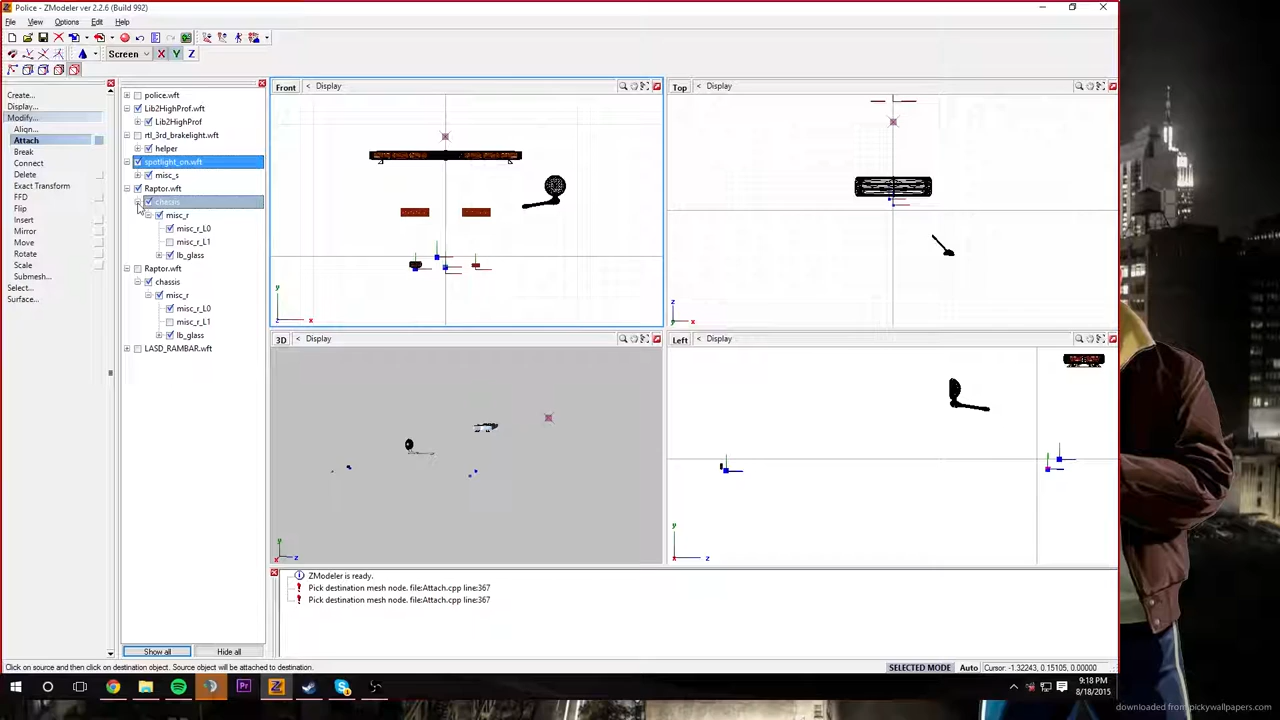 Police - ZModeler ver 2.2.6 (Build 992)
File View Options Edit Help
Screen X Y Z
Create...
Display...
Modify...
Align...
Attach
Break
Connect
Delete
Exact Transform
FFD
Flip
Insert
Mirror
Move
Rotate
Scale
Submesh...
Select...
Surface...
police.wft
Lib2HighProf.wft
Lib2HighProf
rtl_3rd_brakelight.wft
helper
spotlight_on.wft
misc_s
Raptor.wft
chassis
misc_r
misc_r_L0
misc_r_L1
lb_glass
Raptor.wft
chassis
misc_r
misc_r_L0
misc_r_L1
lb_glass
LASD_RAMBAR.wft
Show all Hide all
Front < Display
y
z x
Top < Display
z
y x
3D < Display
y
x z
Left < Display
y
x z
ZModeler is ready.
Pick destination mesh node. file:Attach.cpp line:367
Pick destination mesh node. file:Attach.cpp line:367
Click on source and then click on destination object. Source object will be attached to destination.
SELECTED MODE Auto Cursor: -1.32243, 0.15105, 0.00000
Pr Z
9:18 PM
8/18/2015
downloaded from pickywallpapers.com